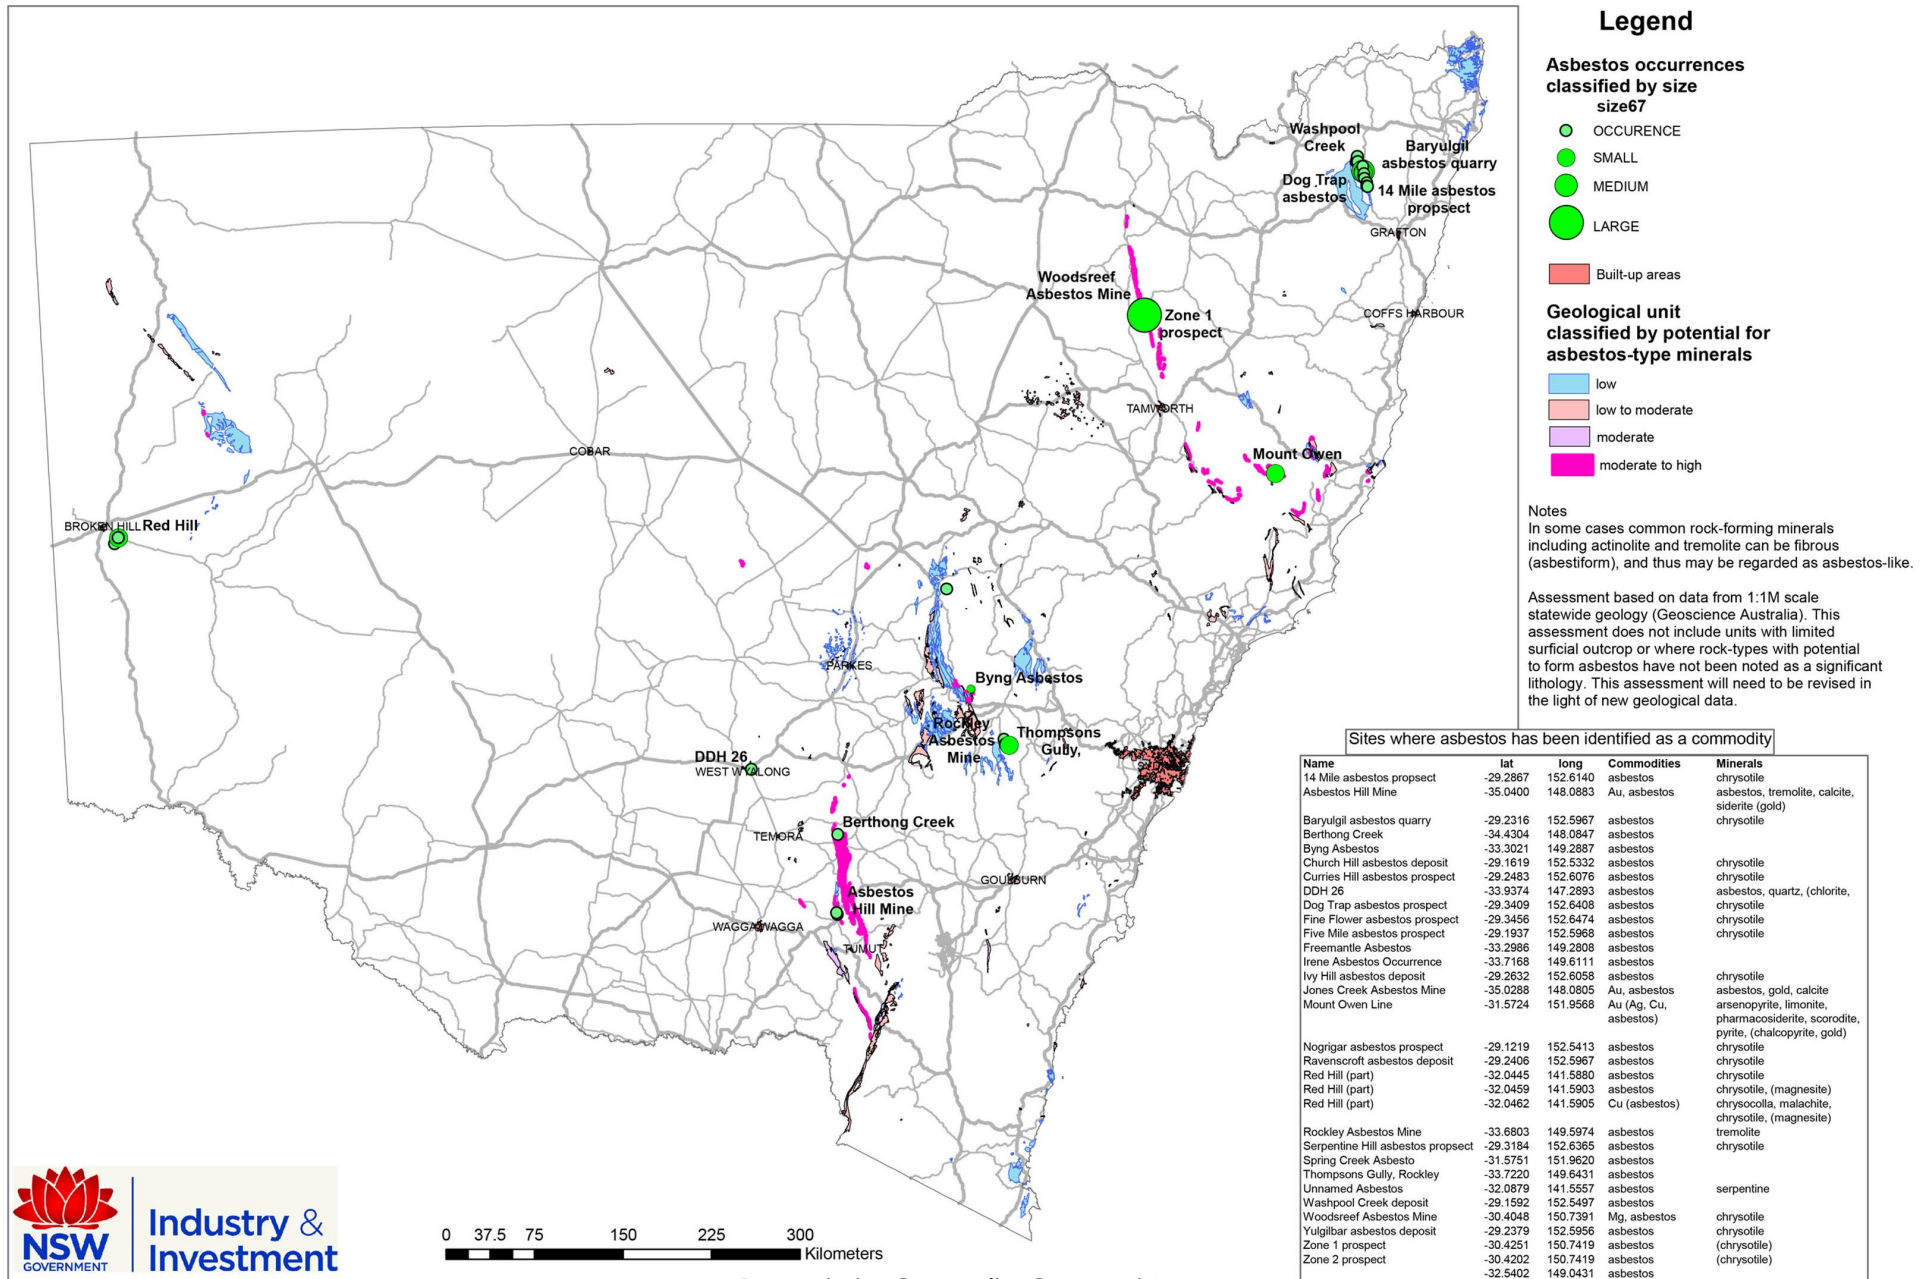 Legend
Asbestos occurrences
classified by size
size67
OCCURENCE
SMALL
MEDIUM
LARGE
Built-up areas
Geological unit
classified by potential for
asbestos-type minerals
low
low to moderate
moderate
moderate to high
Notes
In some cases common rock-forming minerals
including actinolite and tremolite can be fibrous
(asbestiform), and thus may be regarded as asbestos-like.
Assessment based on data from 1:1M scale
statewide geology (Geoscience Australia). This
assessment does not include units with limited
surficial outcrop or where rock-types with potential
to form asbestos have not been noted as a significant
lithology. This assessment will need to be revised in
the light of new geological data.
Washpool
Creek
Baryulgil
asbestos quarry
Dog Trap
asbestos
14 Mile asbestos
propsect
GRAFTON
Woodsreef
Asbestos Mine
Zone 1
prospect
COFFS HARBOUR
TAMWORTH
COBAR
Mount Owen
BROKEN HILL
Red Hill
PARKES
Byng Asbestos
Rockley
Asbestos
Mine
Thompsons
Gully,
DDH 26
WEST WYALONG
TEMORA
Berthong Creek
GOULBURN
Asbestos
Hill Mine
WAGGA WAGGA
TUMUT
Sites where asbestos has been identified as a commodity
Name lat long Commodities Minerals
14 Mile asbestos propsect -29.2867 152.6140 asbestos chrysotile
Asbestos Hill Mine -35.0400 148.0883 Au, asbestos asbestos, tremolite, calcite,
siderite (gold)
Baryulgil asbestos quarry -29.2316 152.5967 asbestos chrysotile
Berthong Creek -34.4304 148.0847 asbestos
Byng Asbestos -33.3021 149.2887 asbestos
Church Hill asbestos deposit -29.1619 152.5332 asbestos chrysotile
Curries Hill asbestos prospect -29.2483 152.6076 asbestos chrysotile
DDH 26 -33.9374 147.2893 asbestos asbestos, quartz, (chlorite,
Dog Trap asbestos prospect -29.3409 152.6408 asbestos chrysotile
Fine Flower asbestos prospect -29.3456 152.6474 asbestos chrysotile
Five Mile asbestos prospect -29.1937 152.5968 asbestos chrysotile
Freemantle Asbestos -33.2986 149.2808 asbestos
Irene Asbestos Occurrence -33.7168 149.6111 asbestos
Ivy Hill asbestos deposit -29.2632 152.6058 asbestos chrysotile
Jones Creek Asbestos Mine -35.0288 148.0805 Au, asbestos asbestos, gold, calcite
Mount Owen Line -31.5724 151.9568 Au (Ag, Cu, arsenopyrite, limonite,
asbestos) pharmacosiderite, scorodite,
pyrite, (chalcopyrite, gold)
Nogrigar asbestos prospect -29.1219 152.5413 asbestos chrysotile
Ravenscroft asbestos deposit -29.2406 152.5967 asbestos chrysotile
Red Hill (part) -32.0445 141.5880 asbestos chrysotile
Red Hill (part) -32.0459 141.5903 asbestos chrysotile, (magnesite)
Red Hill (part) -32.0462 141.5905 Cu (asbestos) chrysocolla, malachite,
chrysotile, (magnesite)
Rockley Asbestos Mine -33.6803 149.5974 asbestos tremolite
Serpentine Hill asbestos propsect -29.3184 152.6365 asbestos chrysotile
Spring Creek Asbesto -31.5751 151.9620 asbestos
Thompsons Gully, Rockley -33.7220 149.6431 asbestos
Unnamed Asbestos -32.0879 141.5557 asbestos serpentine
Washpool Creek deposit -29.1592 152.5497 asbestos
Woodsreef Asbestos Mine -30.4048 150.7391 Mg, asbestos chrysotile
Yulgilbar asbestos deposit -29.2379 152.5956 asbestos chrysotile
Zone 1 prospect -30.4251 150.7419 asbestos (chrysotile)
Zone 2 prospect -30.4202 150.7419 asbestos (chrysotile)
-32.5402 149.0431 asbestos
NSW
GOVERNMENT
Industry &
Investment
0 37.5 75 150 225 300
Kilometers